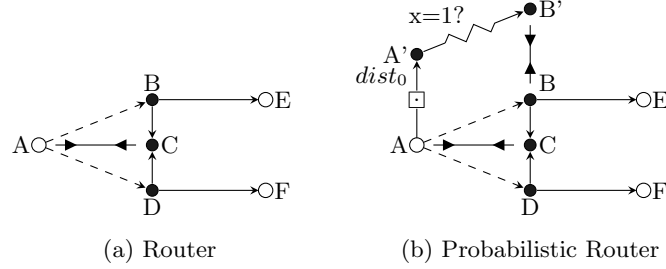 x=1?
B'
A'
dist₀
B
E
A
C
D
F
B
E
A
C
D
F
(a) Router
(b) Probabilistic Router